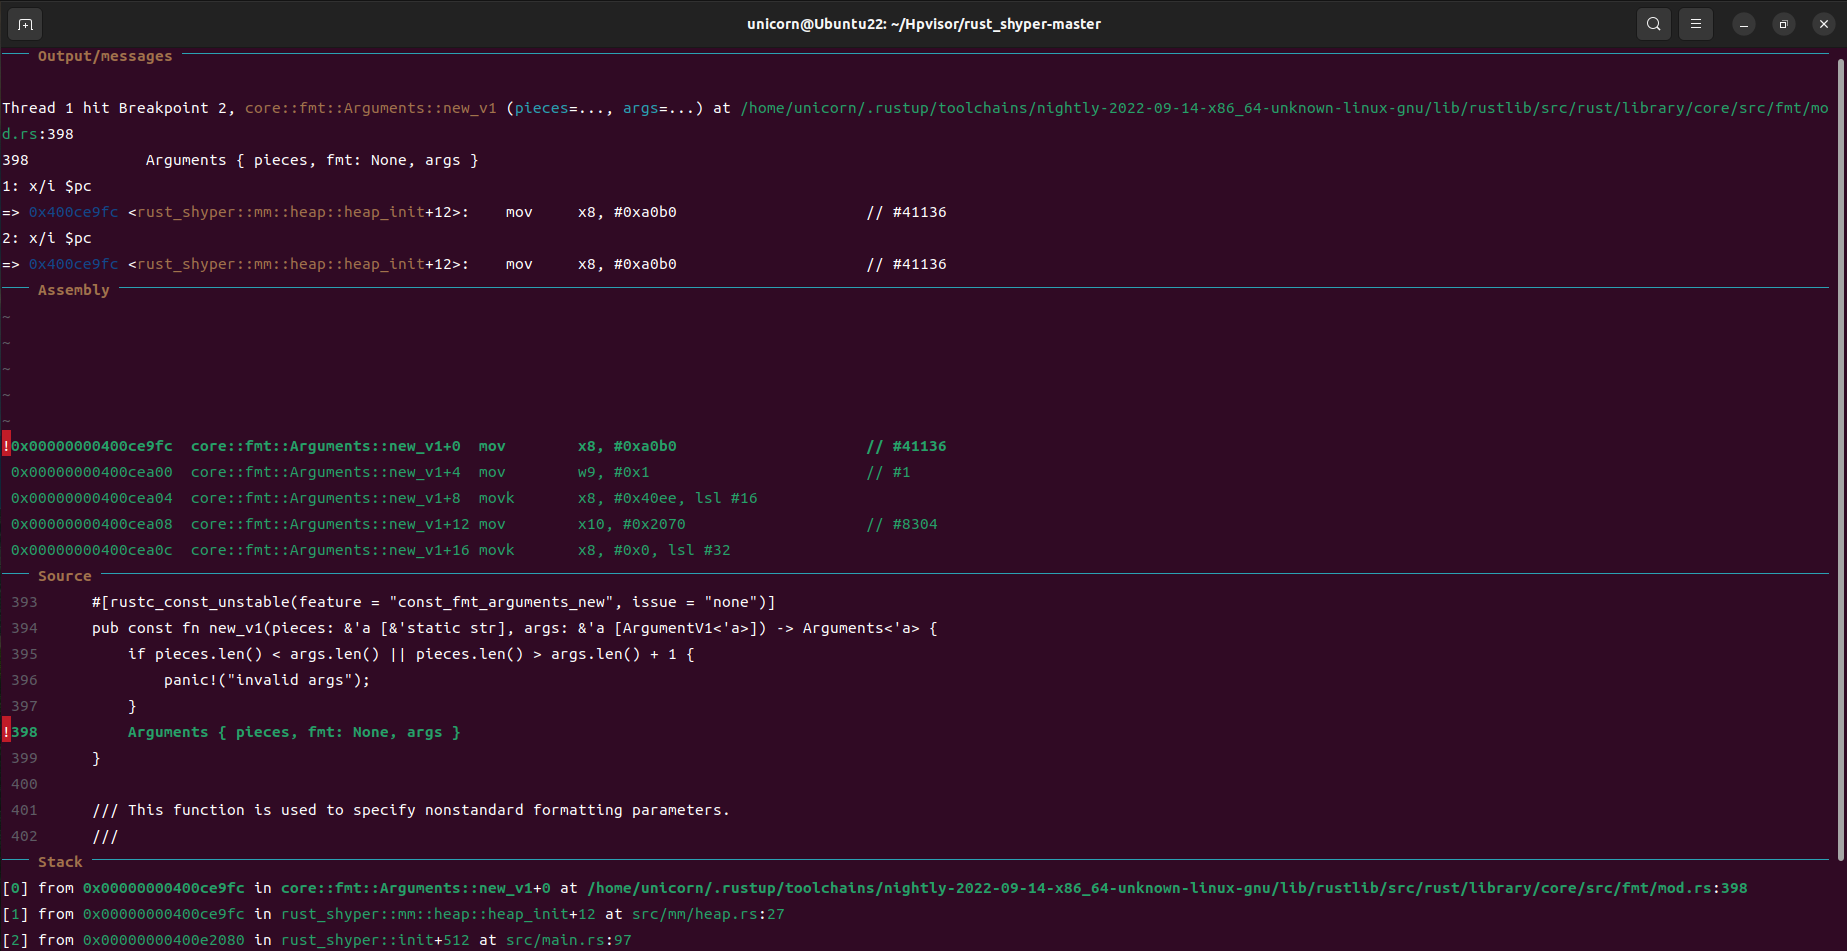 unicorn@Ubuntu22: ~/Hpvisor/rust_shyper-master
Output/messages
Thread 1 hit Breakpoint 2, core::fmt::Arguments::new_v1 (pieces=..., args=...) at /home/unicorn/.rustup/toolchains/nightly-2022-09-14-x86_64-unknown-linux-gnu/lib/rustlib/src/rust/library/core/src/fmt/mo
d.rs:398
398             Arguments { pieces, fmt: None, args }
1: x/i $pc
=> 0x400ce9fc <rust_shyper::mm::heap::heap_init+12>:    mov     x8, #0xa0b0                     // #41136
2: x/i $pc
=> 0x400ce9fc <rust_shyper::mm::heap::heap_init+12>:    mov     x8, #0xa0b0                     // #41136
Assembly
~
~
~
~
~
!0x00000000400ce9fc  core::fmt::Arguments::new_v1+0  mov        x8, #0xa0b0                     // #41136
0x00000000400cea00  core::fmt::Arguments::new_v1+4  mov        w9, #0x1                        // #1
0x00000000400cea04  core::fmt::Arguments::new_v1+8  movk       x8, #0x40ee, lsl #16
0x00000000400cea08  core::fmt::Arguments::new_v1+12 mov        x10, #0x2070                    // #8304
0x00000000400cea0c  core::fmt::Arguments::new_v1+16 movk       x8, #0x0, lsl #32
Source
393      #[rustc_const_unstable(feature = "const_fmt_arguments_new", issue = "none")]
394      pub const fn new_v1(pieces: &'a [&'static str], args: &'a [ArgumentV1<'a>]) -> Arguments<'a> {
395          if pieces.len() < args.len() || pieces.len() > args.len() + 1 {
396              panic!("invalid args");
397          }
!398          Arguments { pieces, fmt: None, args }
399      }
400
401      /// This function is used to specify nonstandard formatting parameters.
402      ///
Stack
[0] from 0x00000000400ce9fc in core::fmt::Arguments::new_v1+0 at /home/unicorn/.rustup/toolchains/nightly-2022-09-14-x86_64-unknown-linux-gnu/lib/rustlib/src/rust/library/core/src/fmt/mod.rs:398
[1] from 0x00000000400ce9fc in rust_shyper::mm::heap::heap_init+12 at src/mm/heap.rs:27
[2] from 0x00000000400e2080 in rust_shyper::init+512 at src/main.rs:97